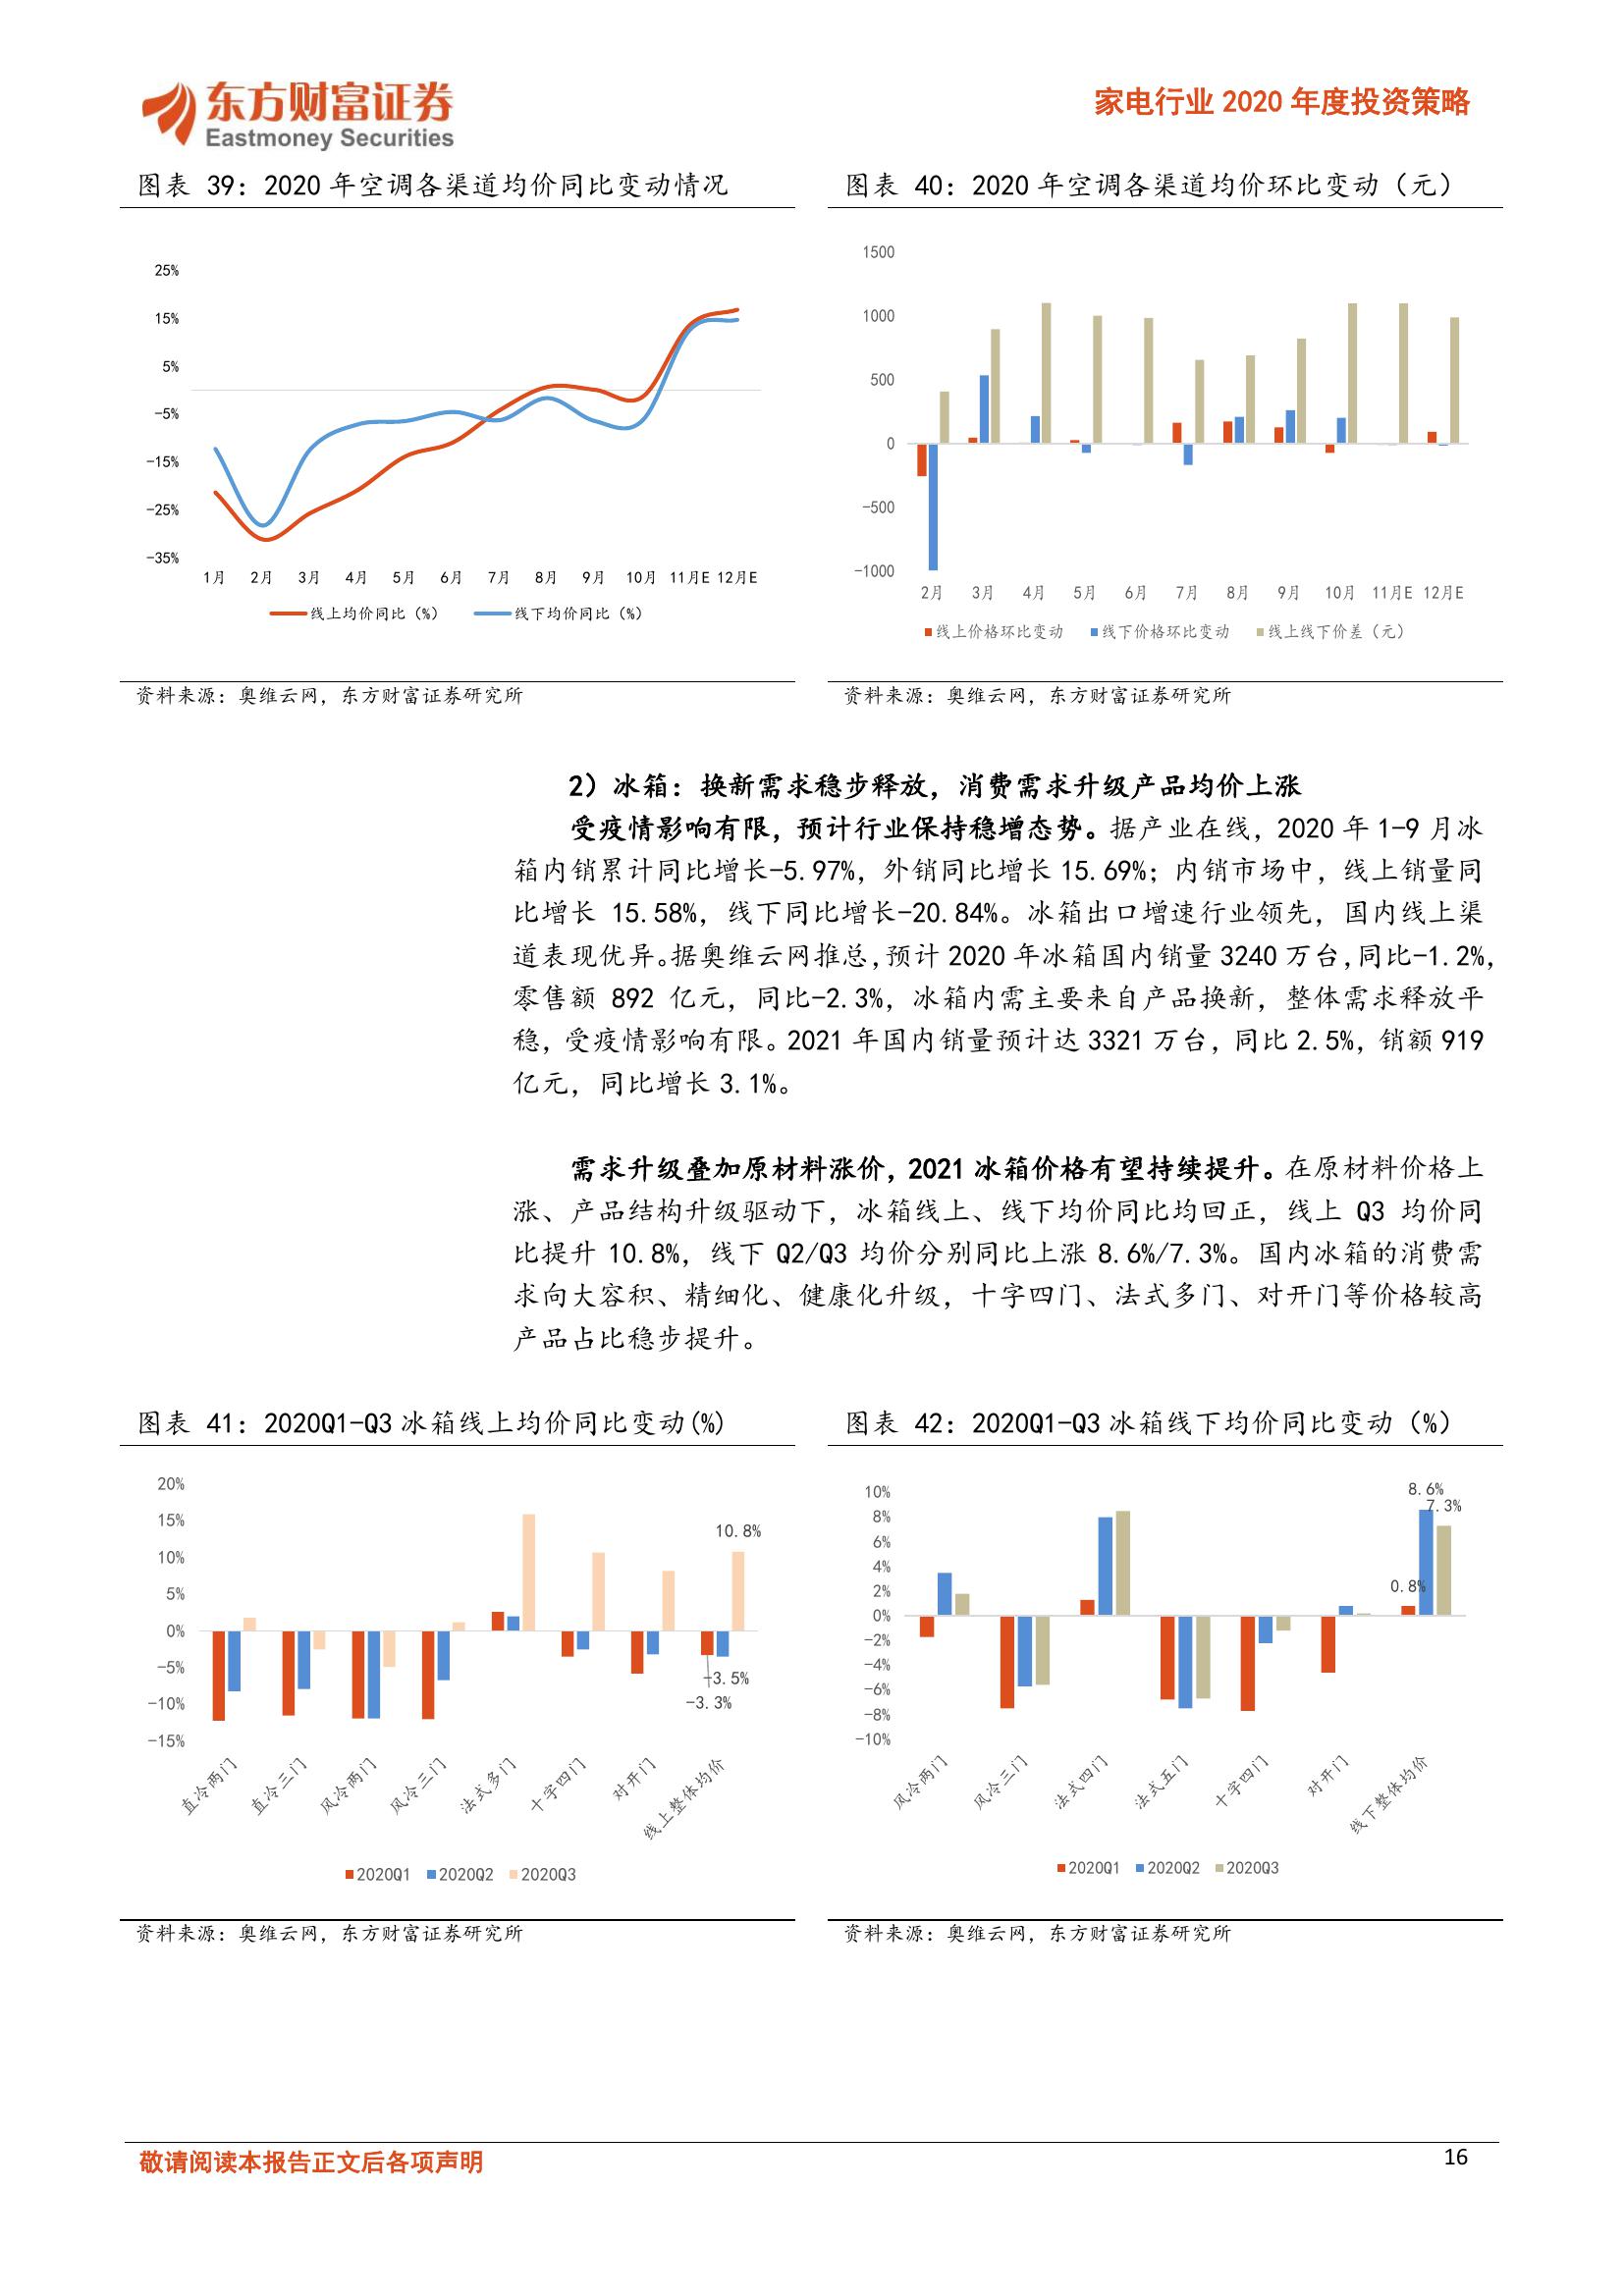 东方财富证券
Eastmoney Securities
家电行业 2020 年度投资策略
图表 39：2020 年空调各渠道均价同比变动情况
25%
15%
5%
-5%
-15%
-25%
-35%
1月 2月 3月 4月 5月 6月 7月 8月 9月 10月 11月E 12月E
线上均价同比（%） 线下均价同比（%）
资料来源：奥维云网，东方财富证券研究所
图表 40：2020 年空调各渠道均价环比变动（元）
1500
1000
500
0
-500
-1000
2月 3月 4月 5月 6月 7月 8月 9月 10月 11月E 12月E
线上价格环比变动 线下价格环比变动 线上线下价差（元）
资料来源：奥维云网，东方财富证券研究所
2）冰箱：换新需求稳步释放，消费需求升级产品均价上涨
受疫情影响有限，预计行业保持稳增态势。据产业在线，2020 年 1-9 月冰
箱内销累计同比增长-5.97%，外销同比增长 15.69%；内销市场中，线上销量同
比增长 15.58%，线下同比增长-20.84%。冰箱出口增速行业领先，国内线上渠
道表现优异。据奥维云网推总，预计 2020 年冰箱国内销量 3240 万台，同比-1.2%，
零售额 892 亿元，同比-2.3%，冰箱内需主要来自产品换新，整体需求释放平
稳，受疫情影响有限。2021 年国内销量预计达 3321 万台，同比 2.5%，销额 919
亿元，同比增长 3.1%。
需求升级叠加原材料涨价，2021 冰箱价格有望持续提升。在原材料价格上
涨、产品结构升级驱动下，冰箱线上、线下均价同比均回正，线上 Q3 均价同
比提升 10.8%，线下 Q2/Q3 均价分别同比上涨 8.6%/7.3%。国内冰箱的消费需
求向大容积、精细化、健康化升级，十字四门、法式多门、对开门等价格较高
产品占比稳步提升。
图表 41：2020Q1-Q3 冰箱线上均价同比变动(%)
20%
15%
10%
5%
0%
-5%
-10%
-15%
10.8%
-3.5%
-3.3%
直冷两门 直冷三门 风冷两门 风冷三门 法式多门 十字四门 对开门 线上整体均价
2020Q1 2020Q2 2020Q3
资料来源：奥维云网，东方财富证券研究所
图表 42：2020Q1-Q3 冰箱线下均价同比变动（%）
10%
8%
6%
4%
2%
0%
-2%
-4%
-6%
-8%
-10%
8.6%
7.3%
0.8%
风冷两门 风冷三门 法式四门 法式五门 十字四门 对开门 线下整体均价
2020Q1 2020Q2 2020Q3
资料来源：奥维云网，东方财富证券研究所
敬请阅读本报告正文后各项声明
16